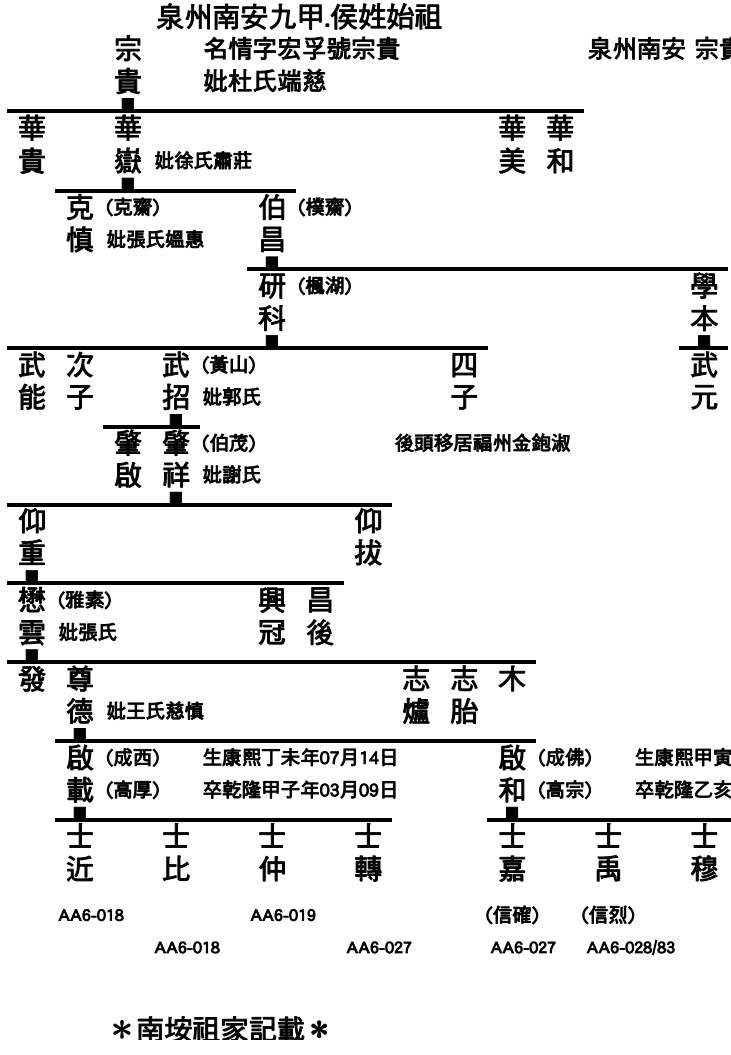 泉州南安九甲.侯姓始祖
宗貴 名情字宏孚號宗貴 泉州南安 宗貴
妣杜氏端慈
華貴 華嶽 妣徐氏肅莊 華美 華和
克慎 (克齋) 妣張氏媼惠 伯昌 (樸齋)
研科 (楓湖) 學本
武能 次子 武招 (黃山) 妣郭氏 四子 武元
肇啟 肇祥 (伯茂) 妣謝氏 後頭移居福州金鉋淑
仰重 仰拔
懋雲 (雅素) 妣張氏 興冠 昌後
發 尊德 妣王氏慈慎 志爐 志胎 木
啟載 (成西) 生康熙丁未年07月14日 啟和 (成佛) 生康熙甲寅
(高厚) 卒乾隆甲子年03月09日 (高宗) 卒乾隆乙亥
士近 士比 士仲 士轉 士嘉 士禹 士穆
AA6-018 AA6-019 (信確) (信烈)
AA6-018 AA6-027 AA6-027 AA6-028/83
＊南垵祖家記載＊